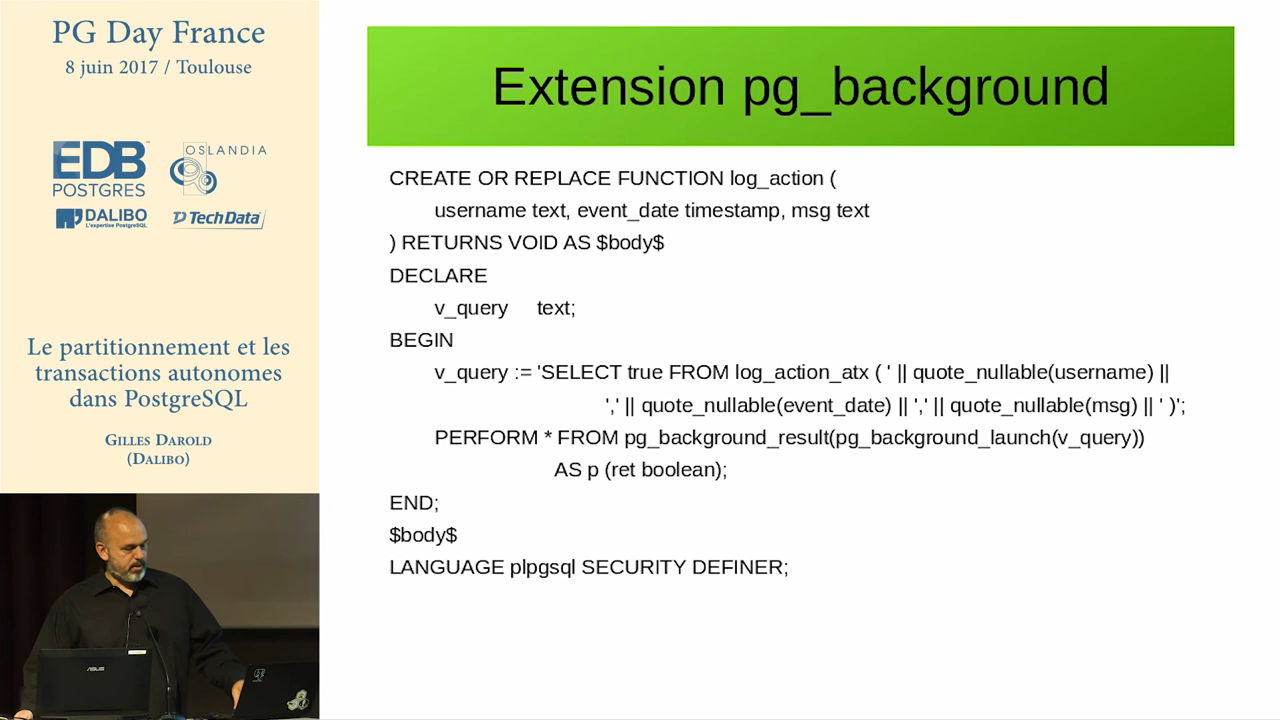 PG Day France
8 juin 2017 / Toulouse
EDB
POSTGRES
OSLANDIA
DALIBO
L'expertise PostgreSQL
TechData
Le partitionnement et les
transactions autonomes
dans PostgreSQL
GILLES DAROLD
(DALIBO)
ASUS
Extension pg_background
CREATE OR REPLACE FUNCTION log_action (
username text, event_date timestamp, msg text
) RETURNS VOID AS $body$
DECLARE
v_query text;
BEGIN
v_query := 'SELECT true FROM log_action_atx ( ' || quote_nullable(username) ||
',' || quote_nullable(event_date) || ',' || quote_nullable(msg) || ' )';
PERFORM * FROM pg_background_result(pg_background_launch(v_query))
AS p (ret boolean);
END;
$body$
LANGUAGE plpgsql SECURITY DEFINER;